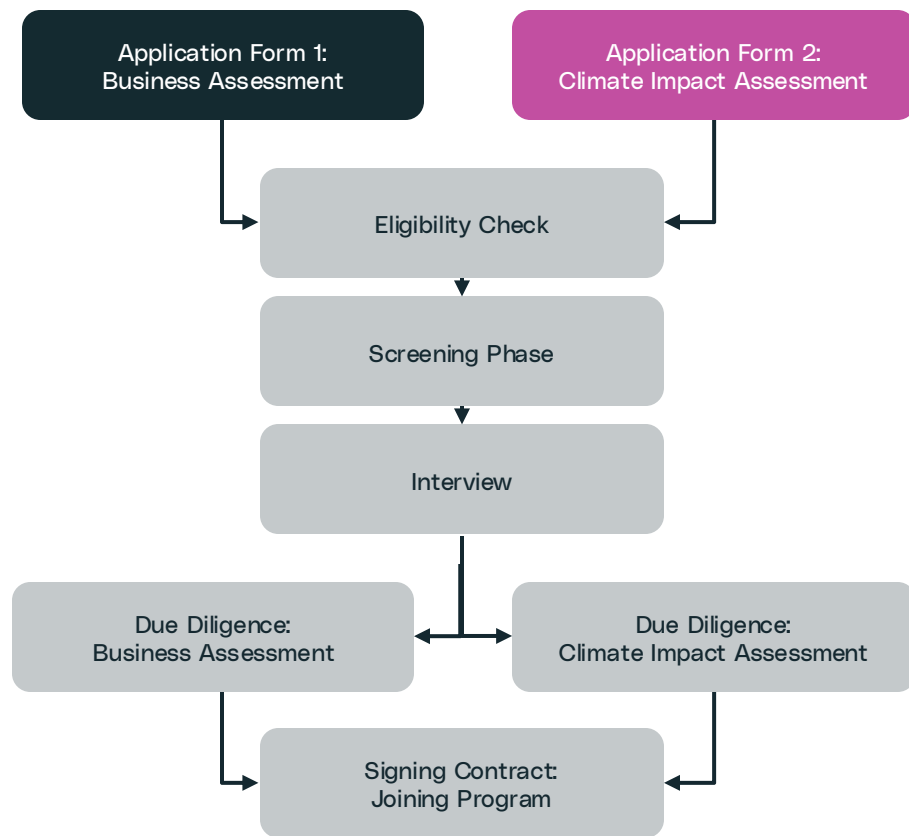 Application Form 1:
Business Assessment
Application Form 2:
Climate Impact Assessment
Eligibility Check
Screening Phase
Interview
Due Diligence:
Business Assessment
Due Diligence:
Climate Impact Assessment
Signing Contract:
Joining Program